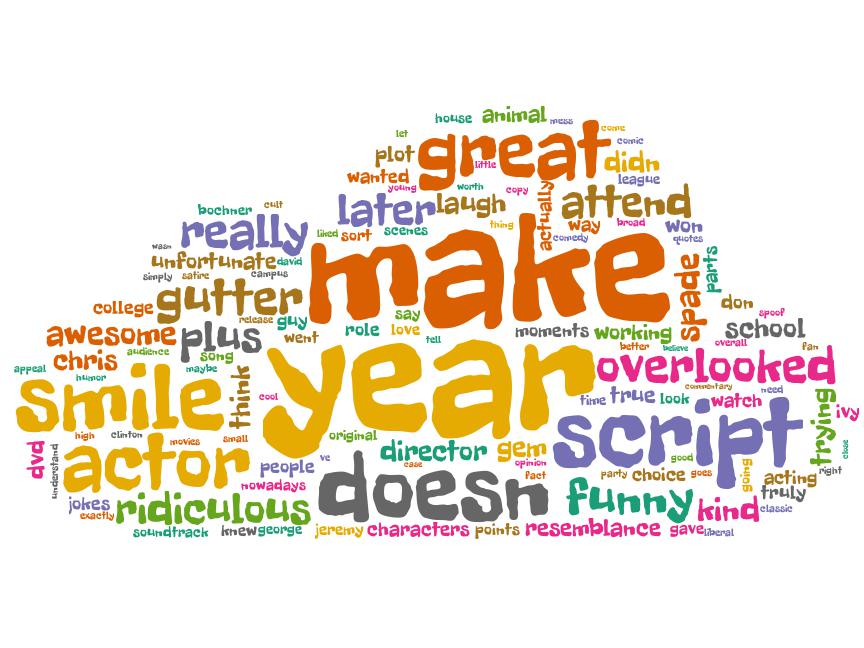 house animal mess
let great come
plot little comic
wanted didn
young worth copy actually league
bochner cult later laugh attend
really liked sort scenes thing way broad won
wasn make comedy quotes
unfortunate david spade parts
simply satire campus
college gutter don
release guy say spoof
awesome plus role love moments working school
audience went tell better believe overall fan
chris song year overlooked
appeal maybe
humor think cool commentary need
smile time true look watch
high clinton original script trying ivy
dvd movies small director gem
understand actor people ve case opinion good going right ckoe
nowadays doesn fact party choice goes acting
jokes funny truly
exactly ridiculous kind classic
soundtrack knew george jeremy characters points resemblance gave liberal